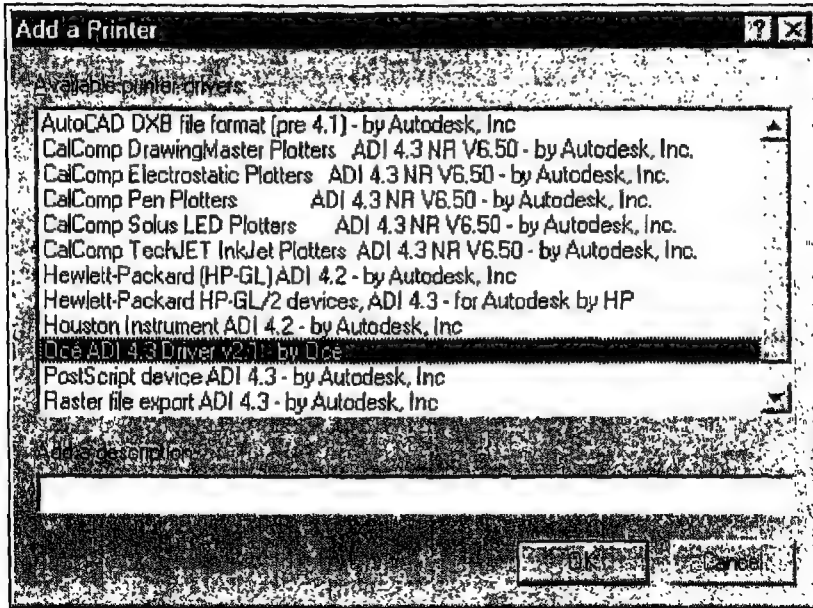 Add a Printer
Available printer drivers:
AutoCAD DXB file format (pre 4.1) - by Autodesk, Inc
CalComp DrawingMaster Plotters ADI 4.3 NR V6.50 - by Autodesk, Inc.
CalComp Electrostatic Plotters ADI 4.3 NR V6.50 - by Autodesk, Inc.
CalComp Pen Plotters ADI 4.3 NR V6.50 - by Autodesk, Inc.
CalComp Solus LED Plotters ADI 4.3 NR V6.50 - by Autodesk, Inc.
CalComp TechJET InkJet Plotters ADI 4.3 NR V6.50 - by Autodesk, Inc.
Hewlett-Packard (HP-GL) ADI 4.2 - by Autodesk, Inc
Hewlett-Packard HP-GL/2 devices, ADI 4.3 - for Autodesk by HP
Houston Instrument ADI 4.2 - by Autodesk, Inc
Océ ADI 4.3 Driver v2.1 - by Océ
PostScript device ADI 4.3 - by Autodesk, Inc
Raster file export ADI 4.3 - by Autodesk, Inc
Add a description:
OK
Cancel